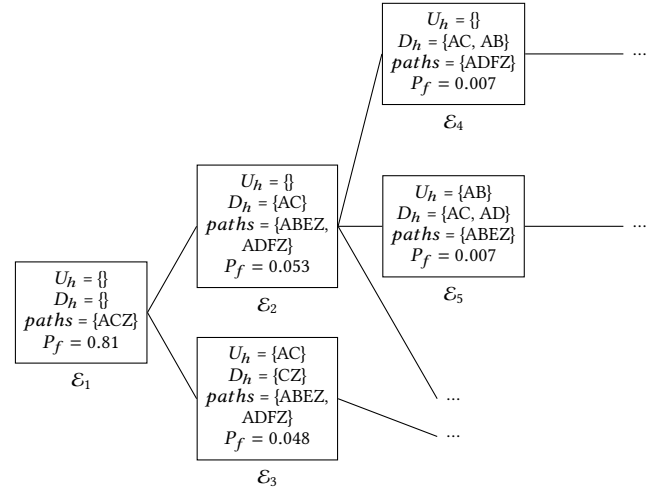 U_h = {}
D_h = {AC, AB}
paths = {ADFZ}
P_f = 0.007
ℰ_4
...
U_h = {}
D_h = {AC}
paths = {ABEZ,
ADFZ}
P_f = 0.053
ℰ_2
U_h = {AB}
D_h = {AC, AD}
paths = {ABEZ}
P_f = 0.007
ℰ_5
...
U_h = {}
D_h = {}
paths = {ACZ}
P_f = 0.81
ℰ_1
U_h = {AC}
D_h = {CZ}
paths = {ABEZ,
ADFZ}
P_f = 0.048
ℰ_3
...
...